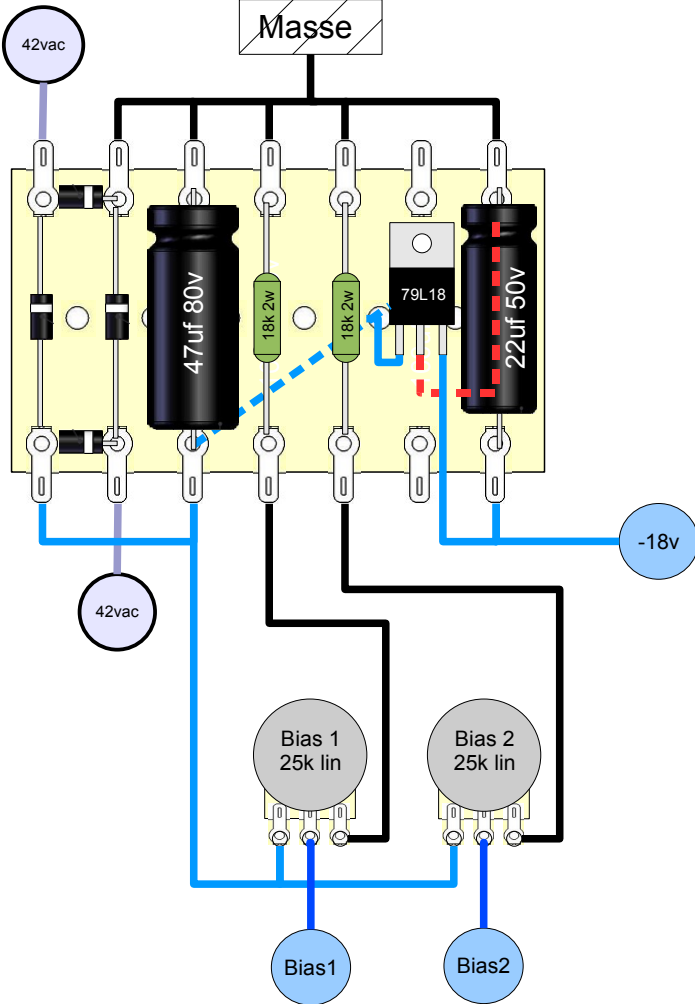 42vac
Masse
47uf 80v
18k 2w
18k 2w
79L18
22uf 50v
-18v
42vac
Bias 1
25k lin
Bias 2
25k lin
Bias1
Bias2